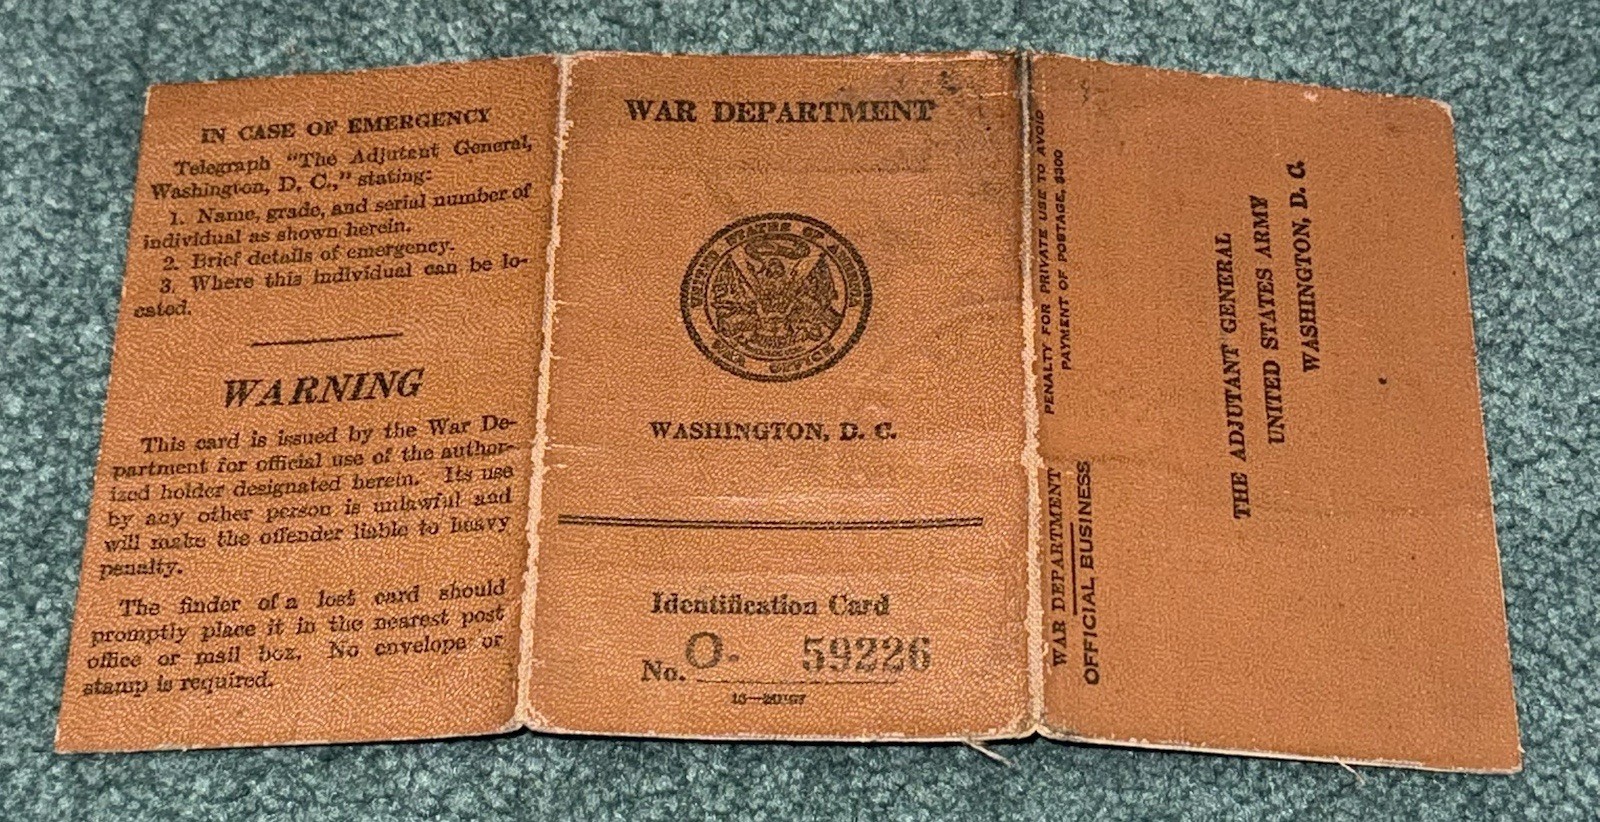 IN CASE OF EMERGENCY
Telegraph "The Adjutant General,
Washington, D. C.," stating:
1. Name, grade, and serial number of
individual as shown herein.
2. Brief details of emergency.
3. Where this individual can be lo-
cated.
WARNING
This card is issued by the War De-
partment for official use of the author-
ized holder designated herein. Its use
by any other person is unlawful and
will make the offender liable to heavy
penalty.
The finder of a lost card should
promptly place it in the nearest post
office or mail box. No envelope or
stamp is required.
WAR DEPARTMENT
UNITED STATES OF AMERICA
WAR OFFICE
WASHINGTON, D. C.
Identification Card
No. O- 59226
PENALTY FOR PRIVATE USE TO AVOID
PAYMENT OF POSTAGE, $300
WAR DEPARTMENT
OFFICIAL BUSINESS
THE ADJUTANT GENERAL
UNITED STATES ARMY
WASHINGTON, D. C.